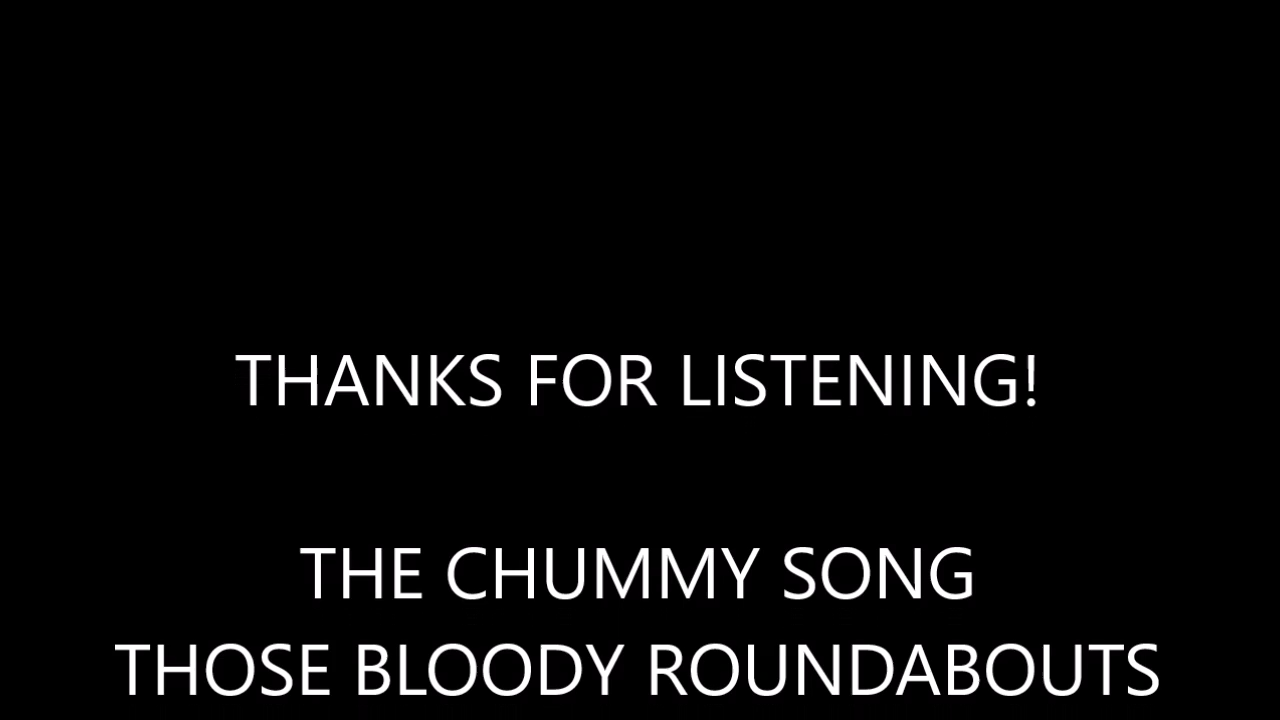 THANKS FOR LISTENING!
THE CHUMMY SONG
THOSE BLOODY ROUNDABOUTS